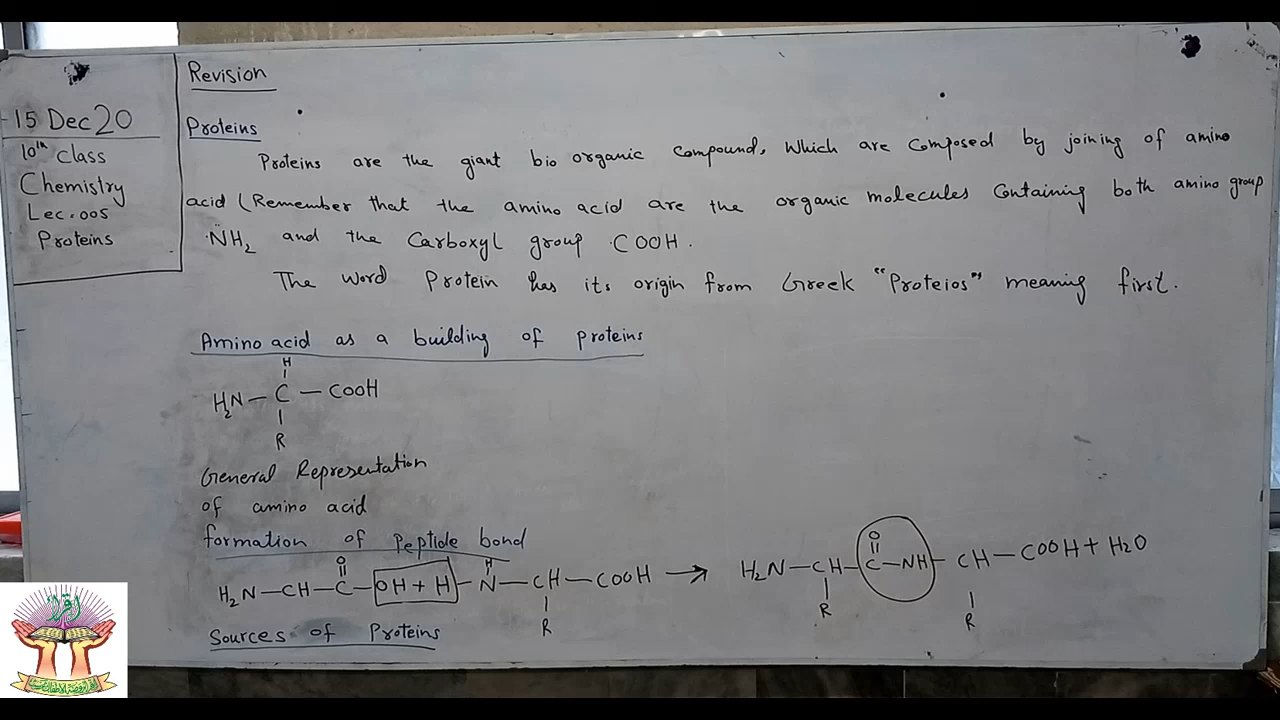 Revision
15 Dec 20
10th Class
Chemistry
Lec. 005
Proteins
Proteins
Proteins are the giant bio organic compound, which are composed by joining of amino
acid (Remember that the amino acid are the organic molecules containing both amino group
.N̈H₂ and the carboxyl group .COOH.
The word Protein has its origin from Greek "Proteios" meaning first.
Amino acid as a building of proteins
H
H₂N — C — COOH
R
General Representation
of amino acid
formation of Peptide bond
O H O
H₂N — CH — C — OH + H — N — CH — COOH → H₂N — CH — C — NH — CH — COOH + H₂O
R R R
Sources of Proteins